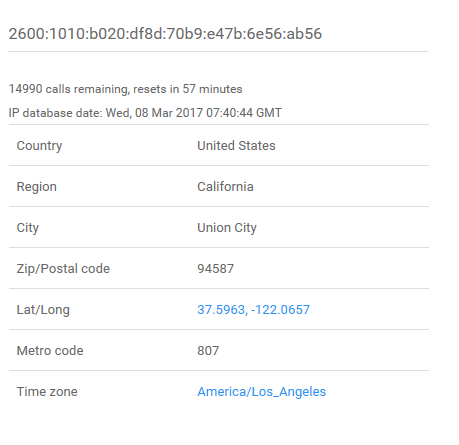 2600:1010:b020:df8d:70b9:e47b:6e56:ab56
14990 calls remaining, resets in 57 minutes
IP database date: Wed, 08 Mar 2017 07:40:44 GMT
Country United States
Region California
City Union City
Zip/Postal code 94587
Lat/Long 37.5963, -122.0657
Metro code 807
Time zone America/Los_Angeles